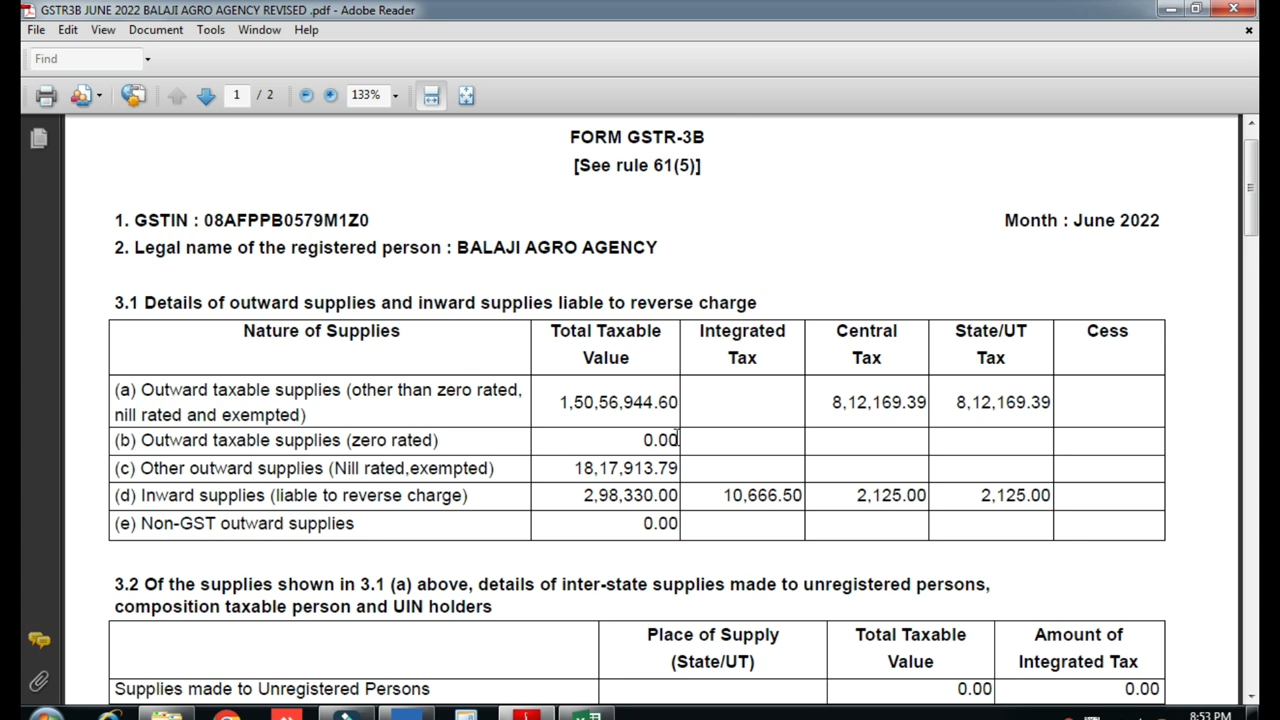 GSTR3B JUNE 2022 BALAJI AGRO AGENCY REVISED .pdf - Adobe Reader
File Edit View Document Tools Window Help
Find
1 / 2 133%
FORM GSTR-3B
[See rule 61(5)]
1. GSTIN : 08AFPPB0579M1Z0 Month : June 2022
2. Legal name of the registered person : BALAJI AGRO AGENCY
3.1 Details of outward supplies and inward supplies liable to reverse charge
Nature of Supplies Total Taxable Integrated Central State/UT Cess
Value Tax Tax Tax
(a) Outward taxable supplies (other than zero rated,
nill rated and exempted) 1,50,56,944.60 8,12,169.39 8,12,169.39
(b) Outward taxable supplies (zero rated) 0.00
(c) Other outward supplies (Nill rated,exempted) 18,17,913.79
(d) Inward supplies (liable to reverse charge) 2,98,330.00 10,666.50 2,125.00 2,125.00
(e) Non-GST outward supplies 0.00
3.2 Of the supplies shown in 3.1 (a) above, details of inter-state supplies made to unregistered persons,
composition taxable person and UIN holders
Place of Supply Total Taxable Amount of
(State/UT) Value Integrated Tax
Supplies made to Unregistered Persons 0.00 0.00
8:53 PM